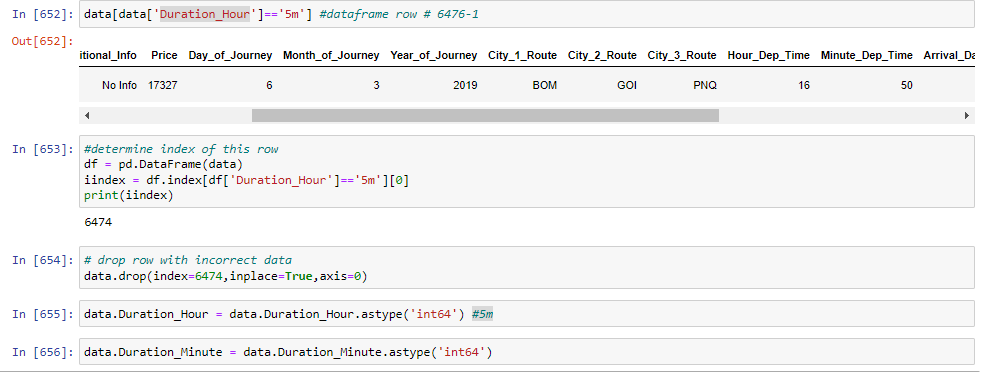 In [652]: data[data['Duration_Hour']=='5m'] #dataframe row # 6476-1
Out[652]:
itional_Info Price Day_of_Journey Month_of_Journey Year_of_Journey City_1_Route City_2_Route City_3_Route Hour_Dep_Time Minute_Dep_Time Arrival_Da
No Info 17327 6 3 2019 BOM GOI PNQ 16 50
In [653]: #determine index of this row
df = pd.DataFrame(data)
iindex = df.index[df['Duration_Hour']=='5m'][0]
print(iindex)
6474
In [654]: # drop row with incorrect data
data.drop(index=6474,inplace=True,axis=0)
In [655]: data.Duration_Hour = data.Duration_Hour.astype('int64') #5m
In [656]: data.Duration_Minute = data.Duration_Minute.astype('int64')